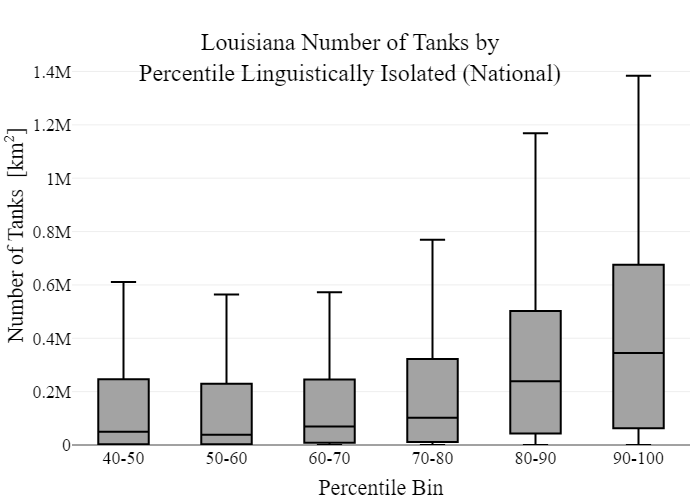 Louisiana Number of Tanks by
Percentile Linguistically Isolated (National)
Number of Tanks [km²]
1.4M
1.2M
1M
0.8M
0.6M
0.4M
0.2M
0
40-50 50-60 60-70 70-80 80-90 90-100
Percentile Bin